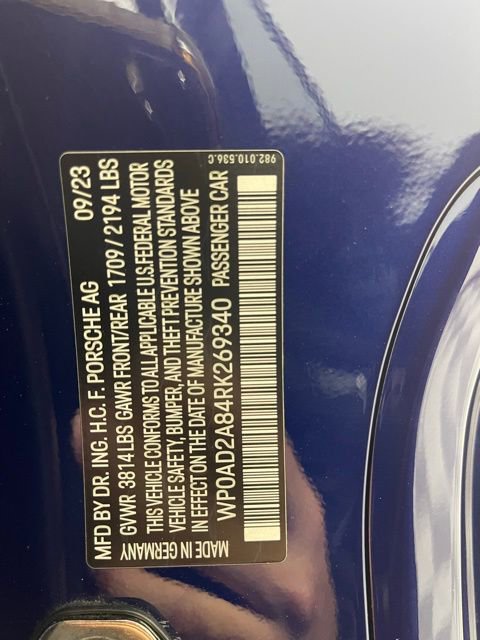 MFD BY DR. ING. H.C. F. PORSCHE AG 09/23
GVWR 3814 LBS GAWR FRONT/REAR 1709 / 2194 LBS
THIS VEHICLE CONFORMS TO ALL APPLICABLE U.S. FEDERAL MOTOR
VEHICLE SAFETY, BUMPER, AND THEFT PREVENTION STANDARDS
IN EFFECT ON THE DATE OF MANUFACTURE SHOWN ABOVE
WP0AD2A84RK269340 PASSENGER CAR
MADE IN GERMANY
982.010.536.C